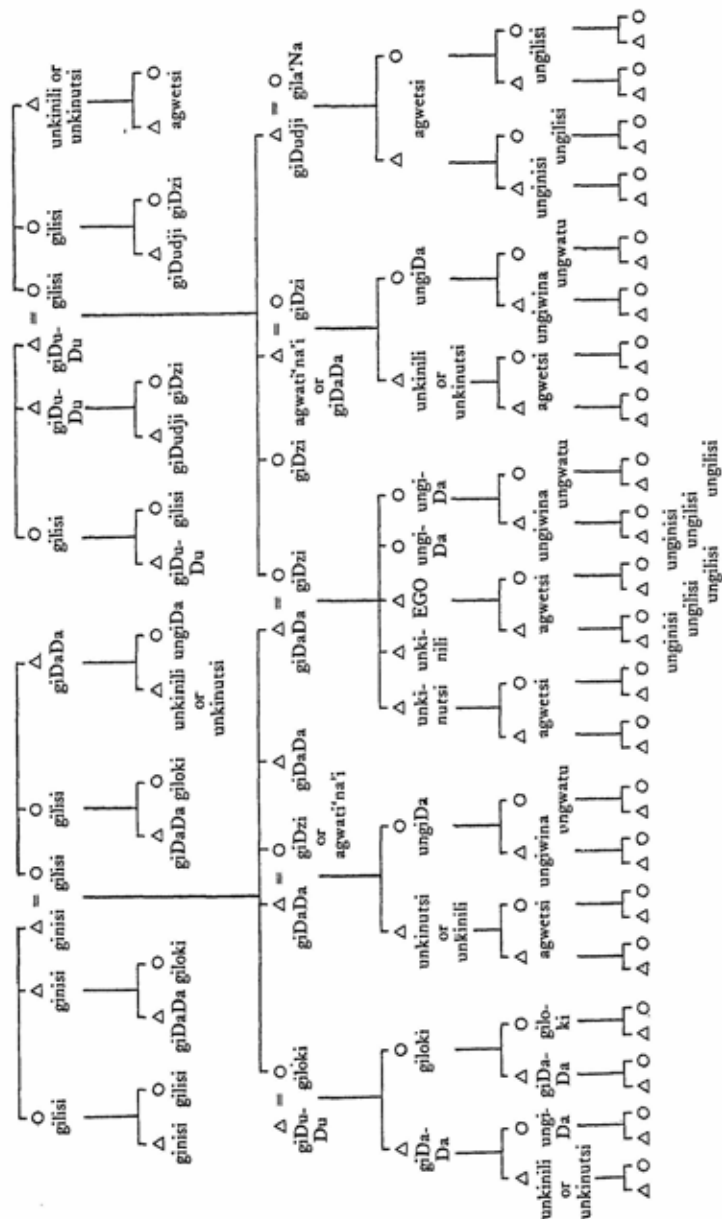 gilisi ginisi ginisi gilisi gilisi giDaDa gilisi giDu- giDu- gilisi gilisi unkinili or
Du Du unkinutsi
ginisi gilisi giDaDa giloki giDaDa giloki unkinili ungiDa giDu- gilisi giDudji giDzi giDudji giDzi agwetsi
or Du
unkinutsi
giDu- giloki giDaDa giDzi giDaDa giDaDa giDzi giDzi agwati'na'i giDzi giDudji gila'Na
Du or or
agwati'na'i giDaDa
giDa- giloki unkinutsi ungiDa unki- unki- EGO ungi- ungi- unkinili ungiDa agwetsi
Da or nutsi nili Da Da or
unkinili unkinutsi
unkinili ungi- giDa- gilo- agwetsi ungiwina agwetsi agwetsi ungiwina agwetsi ungiwina unginisi ungilisi
or Da Da ki ungwatu ungwatu ungwatu ungilisi
unkinutsi
unginisi unginisi
ungilisi ungilisi
ungilisi ungilisi